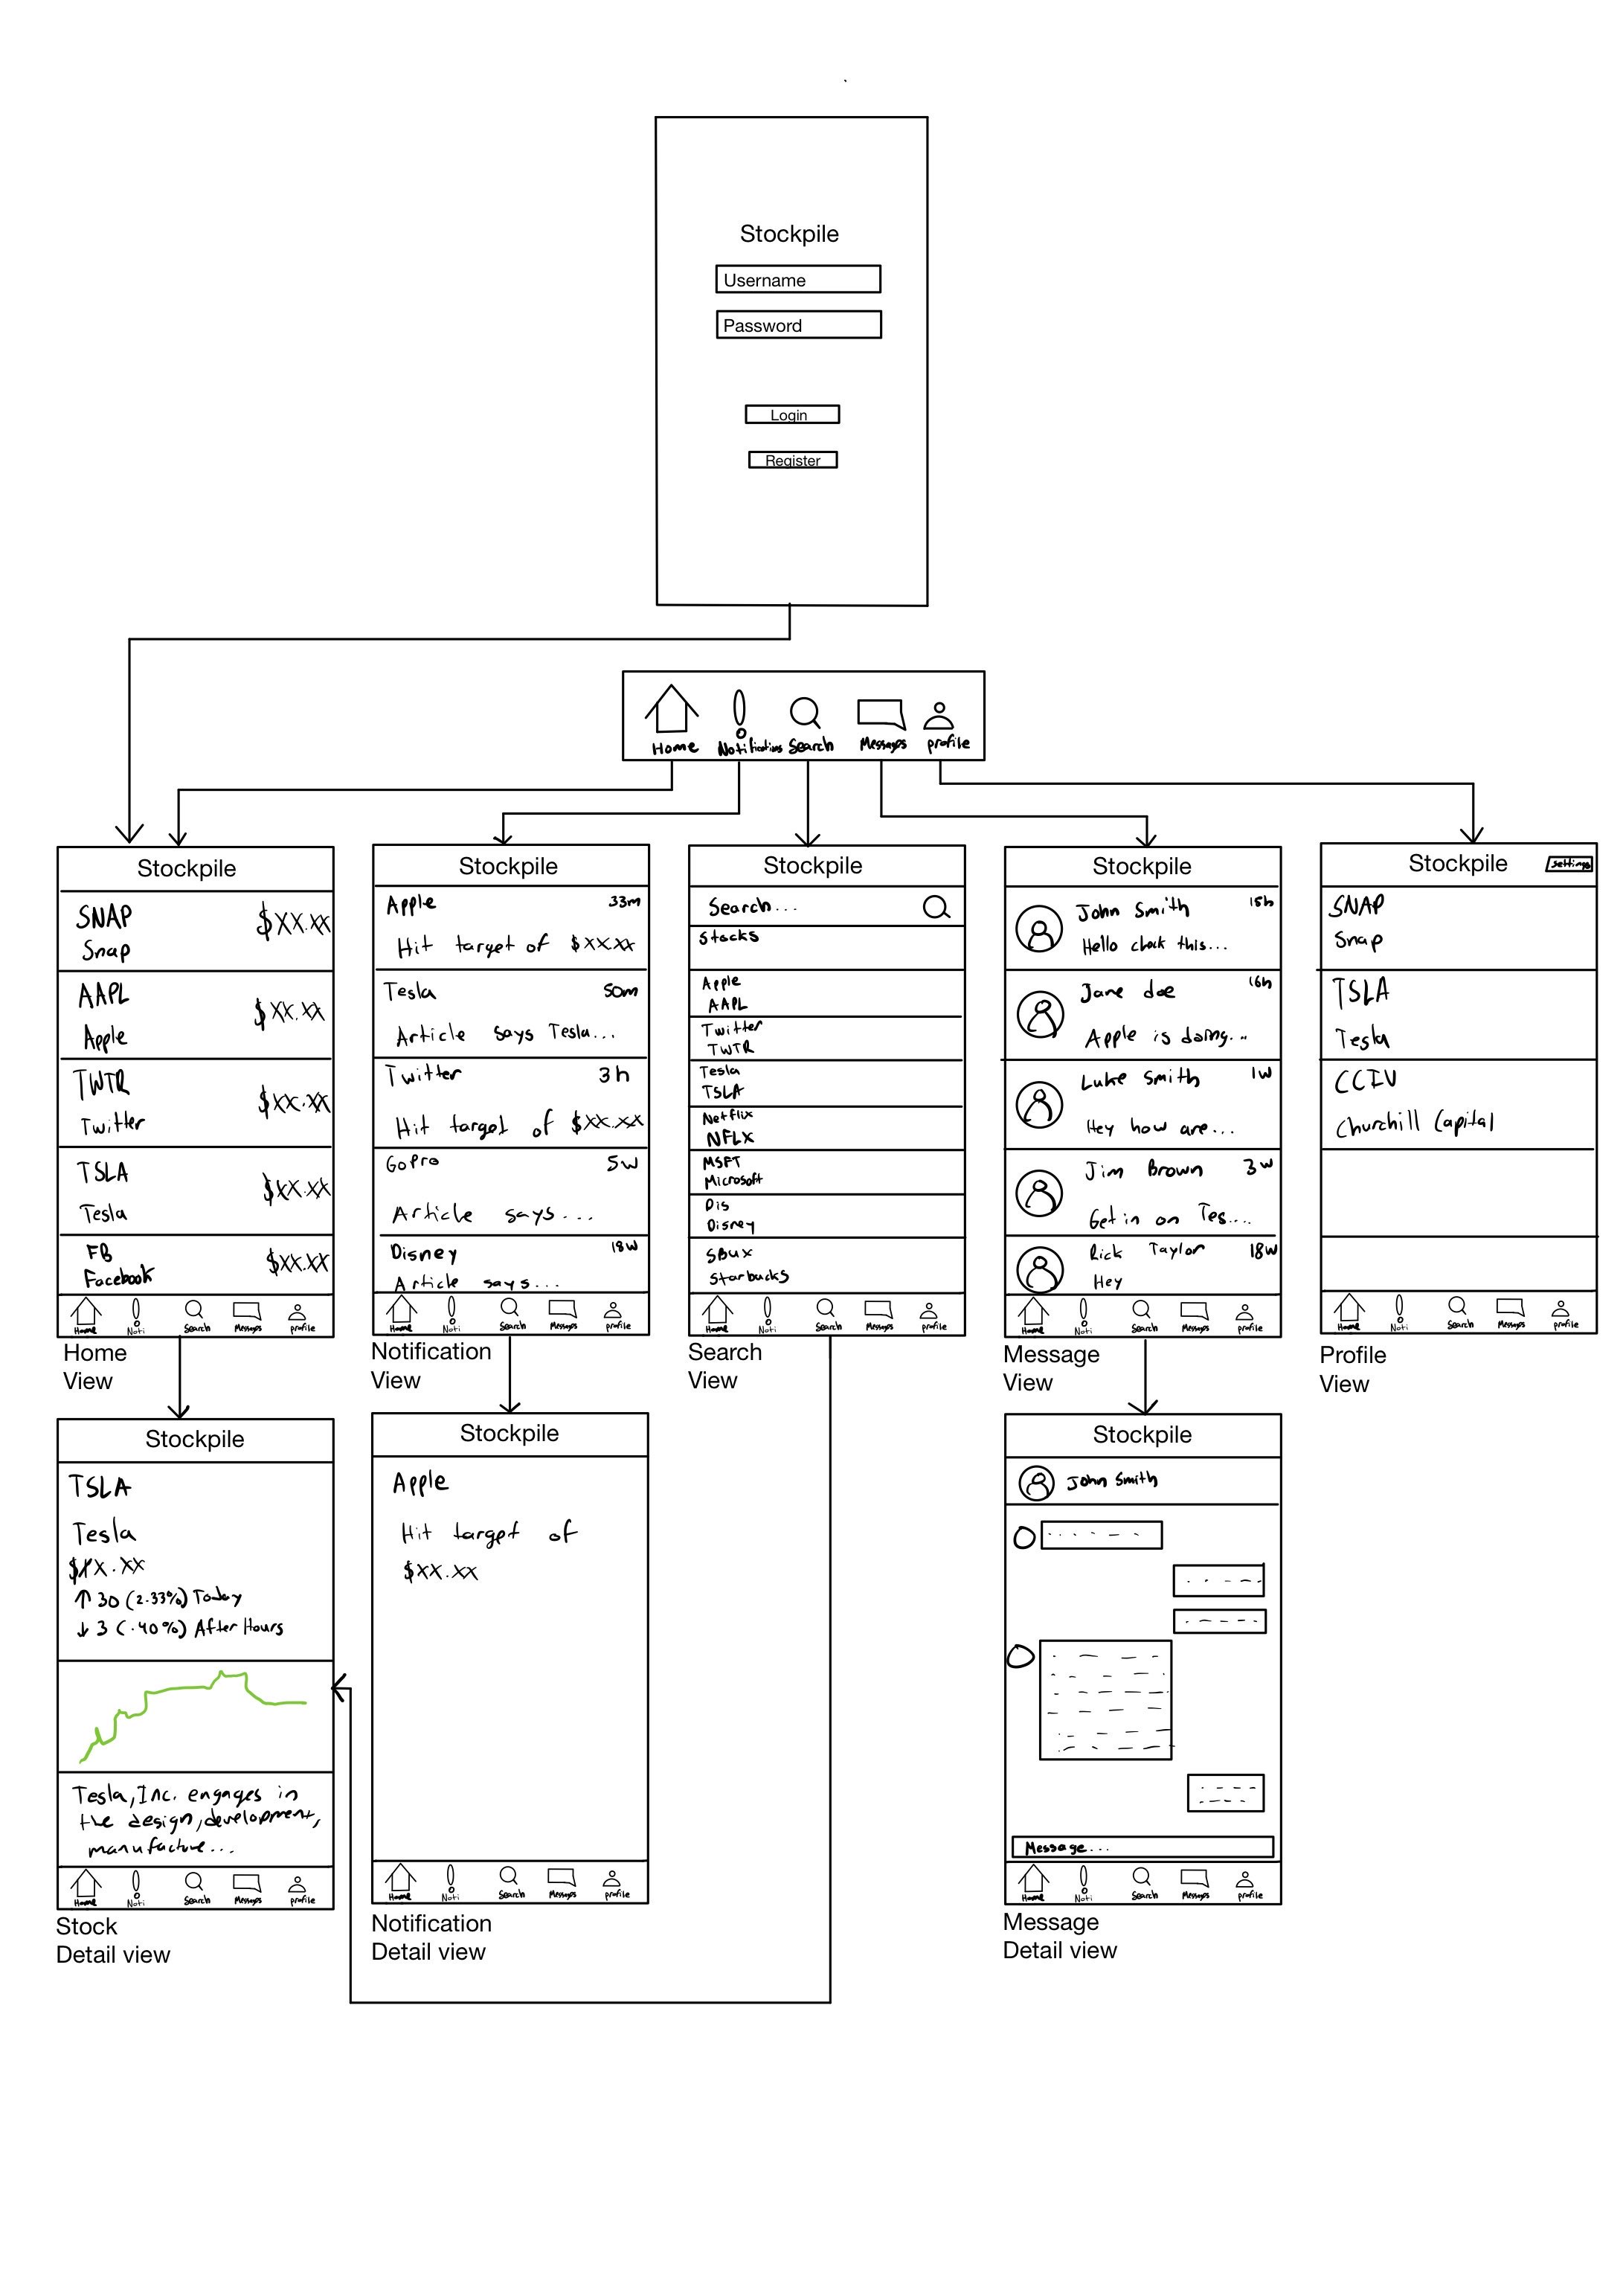 Stockpile
Username
Password
Login
Register
Home Notifications Search Messages profile
Stockpile
SNAP $XX.XX
Snap
AAPL $XX.XX
Apple
TWTR $XX.XX
Twitter
TSLA $XX.XX
Tesla
FB $XX.XX
Facebook
Home Noti Search Messages profile
Home
View
Stockpile
Apple 33m
Hit target of $XX.XX
Tesla 50m
Article says Tesla...
Twitter 3h
Hit target of $XX.XX
GoPro 5w
Article says ...
Disney 18w
Article says...
Home Noti Search Messages profile
Notification
View
Stockpile
Search...
Stocks
Apple
AAPL
Twitter
TWTR
Tesla
TSLA
Netflix
NFLX
MSFT
Microsoft
Dis
Disney
SBUX
Starbucks
Home Noti Search Messages profile
Search
View
Stockpile
John Smith 15h
Hello check this...
Jane doe 16h
Apple is doing...
Luke Smith 1w
Hey how are...
Jim Brown 3w
Get in on Tes....
Rick Taylor 18w
Hey
Home Noti Search Messages profile
Message
View
Stockpile settings
SNAP
Snap
TSLA
Tesla
CCIV
Churchill Capital
Home Noti Search Messages profile
Profile
View
Stockpile
TSLA
Tesla
$XX.XX
↑ 30 (2.33%) Today
↓ 3 (.40%) After Hours
Tesla, Inc. engages in
the design, development,
manufacture...
Home Noti Search Messages profile
Stock
Detail view
Stockpile
Apple
Hit target of
$XX.XX
Home Noti Search Messages profile
Notification
Detail view
Stockpile
John Smith
Message...
Home Noti Search Messages profile
Message
Detail view